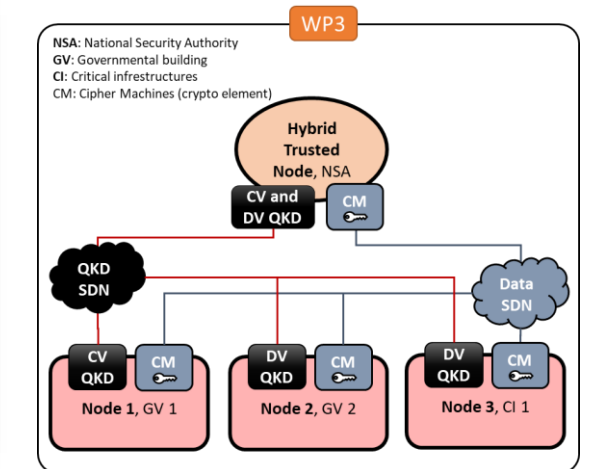 WP3
NSA: National Security Authority
GV: Governmental building
CI: Critical infrestructures
CM: Cipher Machines (crypto element)
Hybrid
Trusted
Node, NSA
CV and
DV QKD
CM
QKD
SDN
Data
SDN
CV
QKD
CM
Node 1, GV 1
DV
QKD
CM
Node 2, GV 2
DV
QKD
CM
Node 3, CI 1